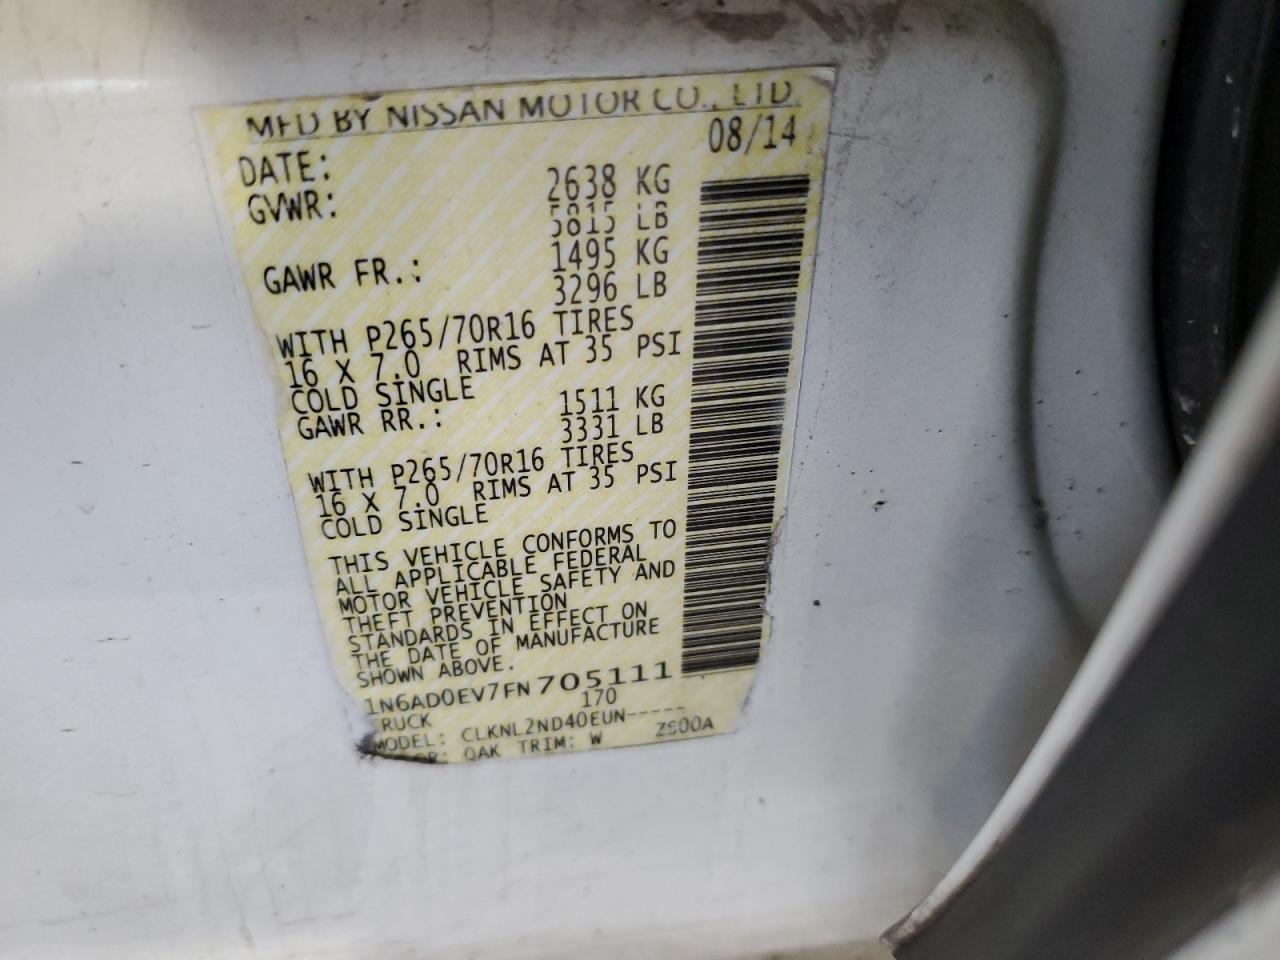 MFD BY NISSAN MOTOR CO., LTD.
DATE: 08/14
GVWR: 2638 KG
5815 LB
GAWR FR.: 1495 KG
3296 LB
WITH P265/70R16 TIRES
16 X 7.0 RIMS AT 35 PSI
COLD SINGLE
GAWR RR.: 1511 KG
3331 LB
WITH P265/70R16 TIRES
16 X 7.0 RIMS AT 35 PSI
COLD SINGLE
THIS VEHICLE CONFORMS TO
ALL APPLICABLE FEDERAL
MOTOR VEHICLE SAFETY AND
THEFT PREVENTION
STANDARDS IN EFFECT ON
THE DATE OF MANUFACTURE
SHOWN ABOVE.
1N6AD0EV7FN705111
TRUCK 170
MODEL: CLKNL2ND40EUN-----
QAK TRIM: W ZS00A